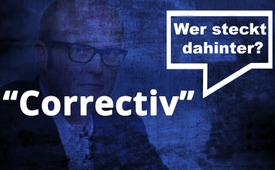 Wer steckt
dahinter?
“Correctiv”